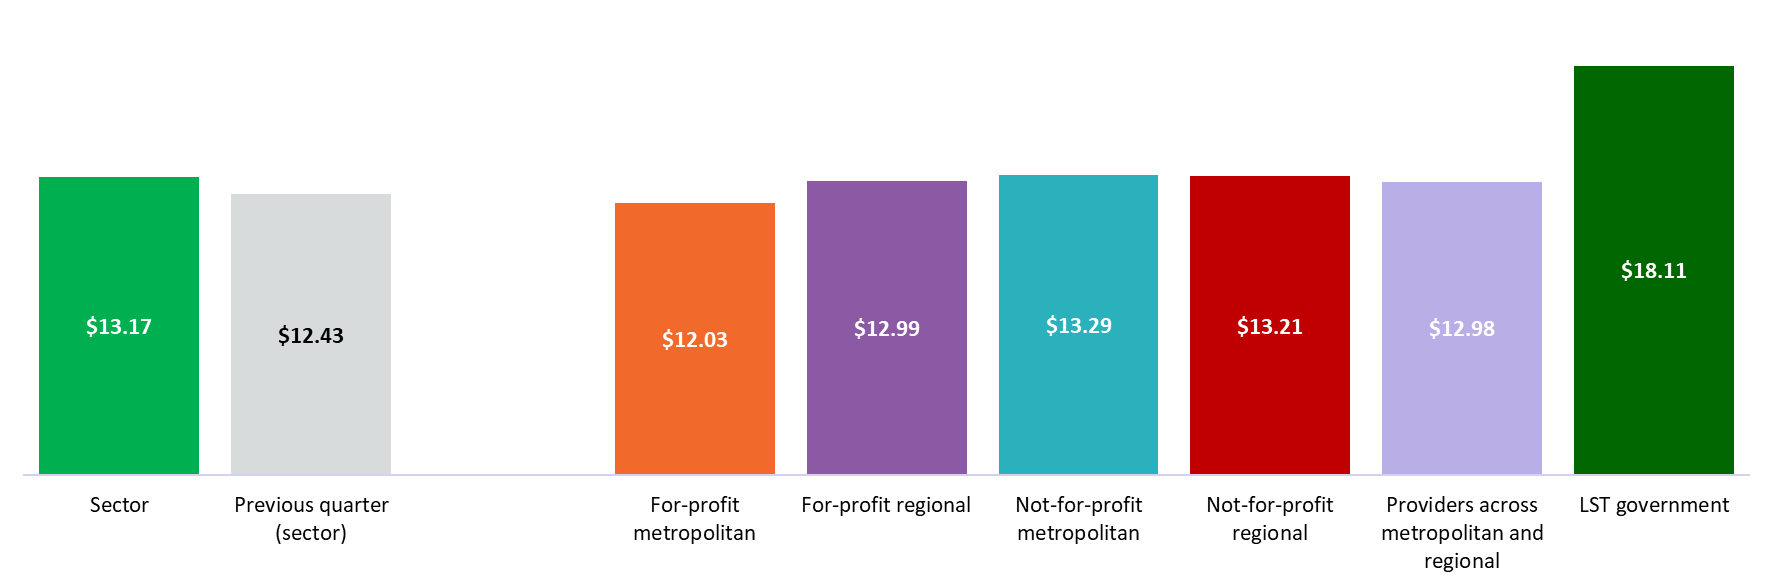 $13.17
$12.43
$12.03
$12.99
$13.29
$13.21
$12.98
$18.11
Sector
Previous quarter
(sector)
For-profit
metropolitan
For-profit regional
Not-for-profit
metropolitan
Not-for-profit
regional
Providers across
metropolitan and
regional
LST government